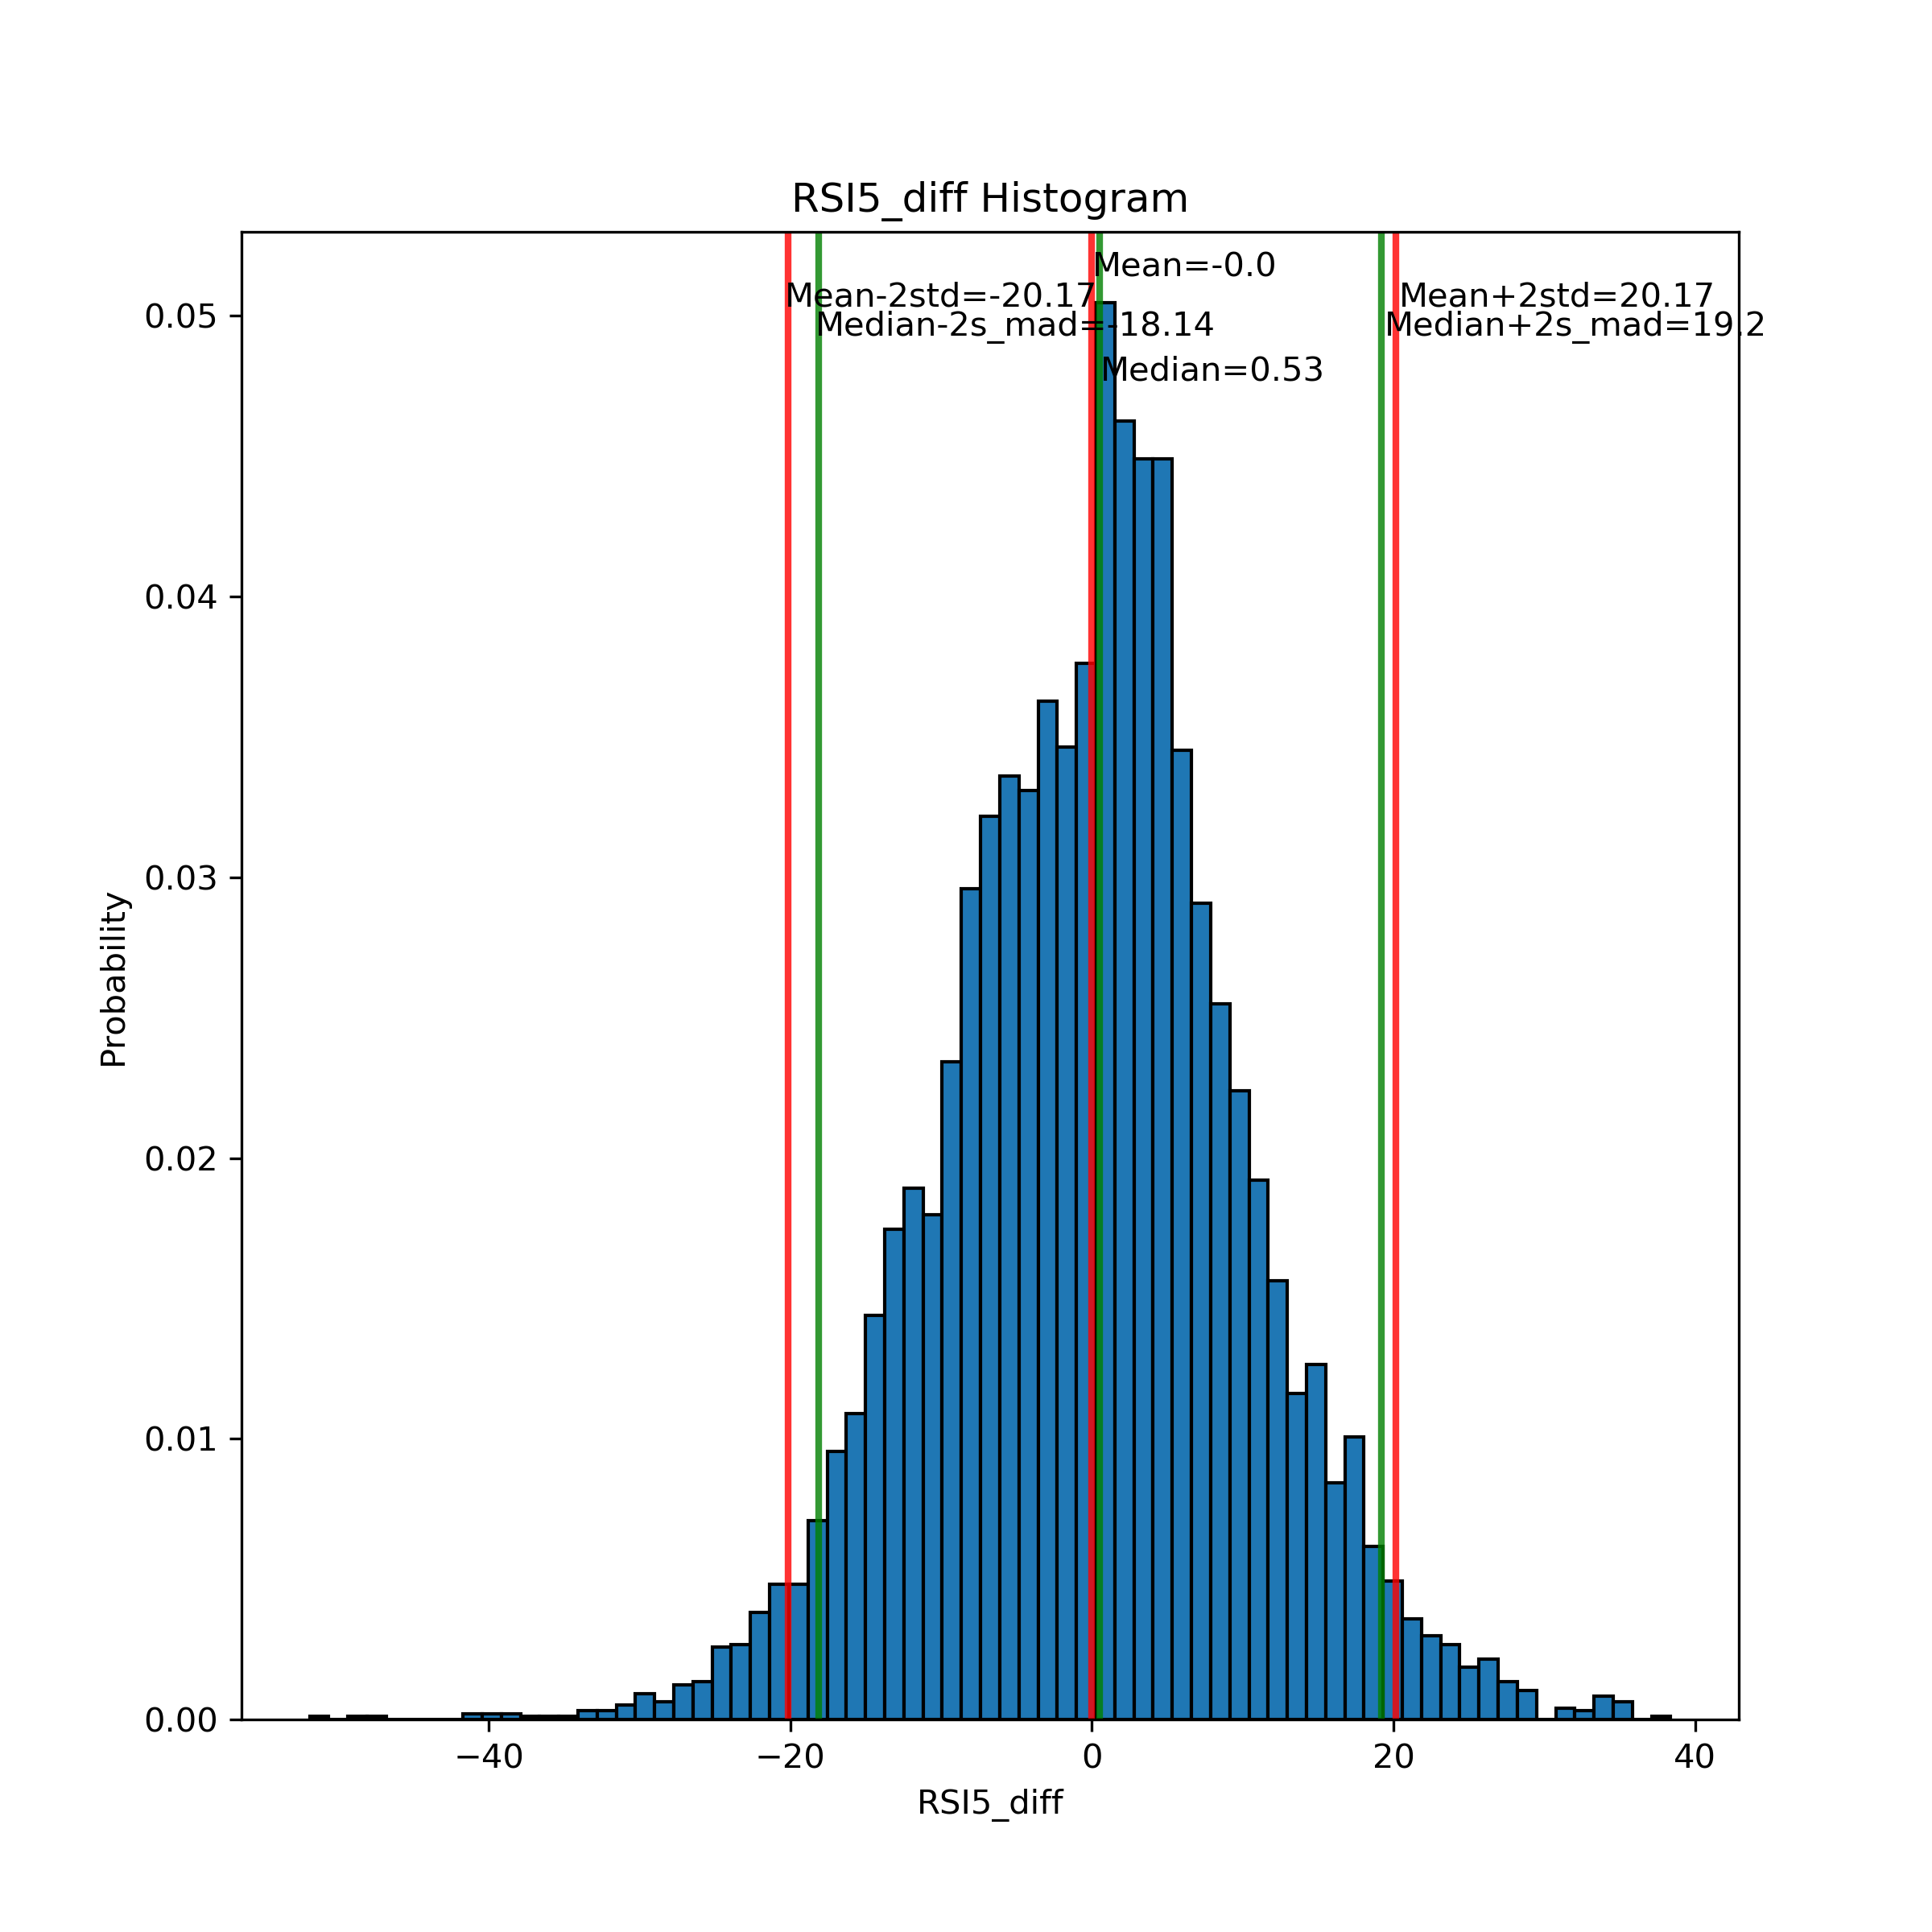 RSI5_diff Histogram
Mean=-0.0
Mean-2std=-20.17
Mean+2std=20.17
Median-2s_mad=-18.14
Median+2s_mad=19.2
Median=0.53
0.05
0.04
0.03
0.02
0.01
0.00
Probability
−40 −20 0 20 40
RSI5_diff